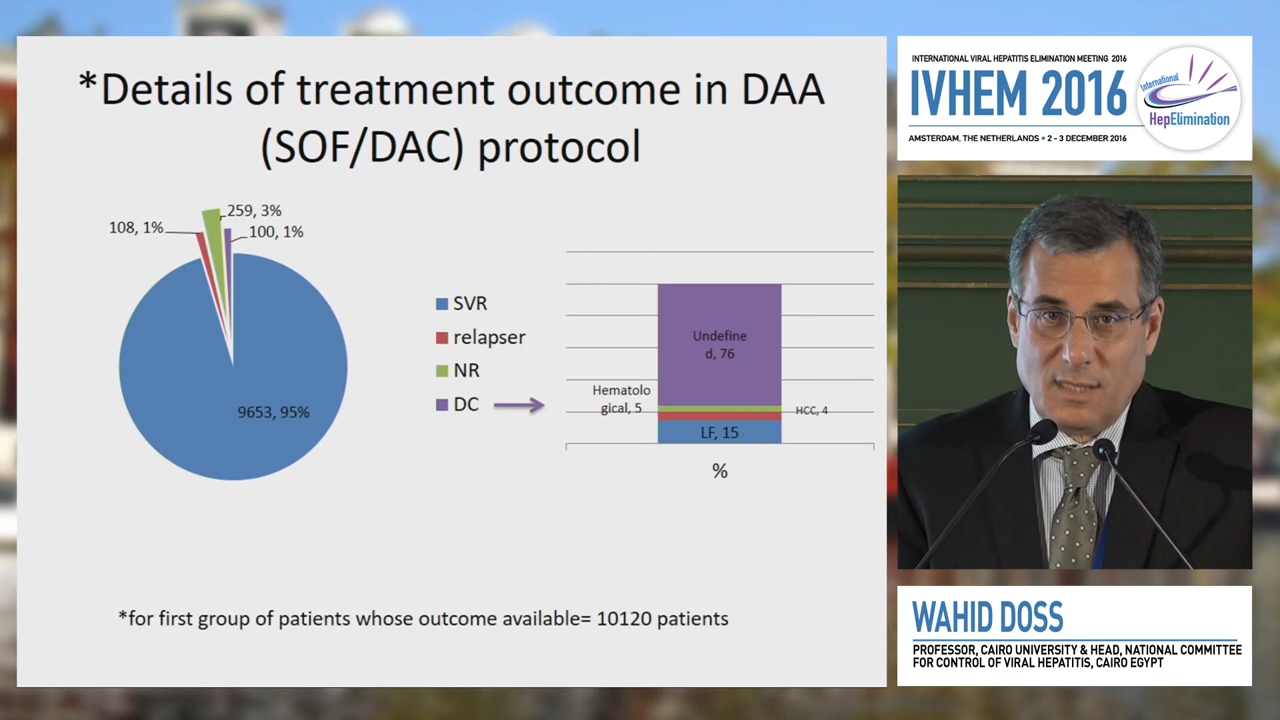 *Details of treatment outcome in DAA
(SOF/DAC) protocol
259, 3%
108, 1%
100, 1%
9653, 95%
SVR
relapser
NR
DC
Undefine
d, 76
Hematolo
gical, 5
HCC, 4
LF, 15
%
*for first group of patients whose outcome available= 10120 patients
INTERNATIONAL VIRAL HEPATITIS ELIMINATION MEETING 2016
IVHEM 2016
AMSTERDAM, THE NETHERLANDS • 2 - 3 DECEMBER 2016
International
HepElimination
WAHID DOSS
PROFESSOR, CAIRO UNIVERSITY & HEAD, NATIONAL COMMITTEE
FOR CONTROL OF VIRAL HEPATITIS, CAIRO EGYPT